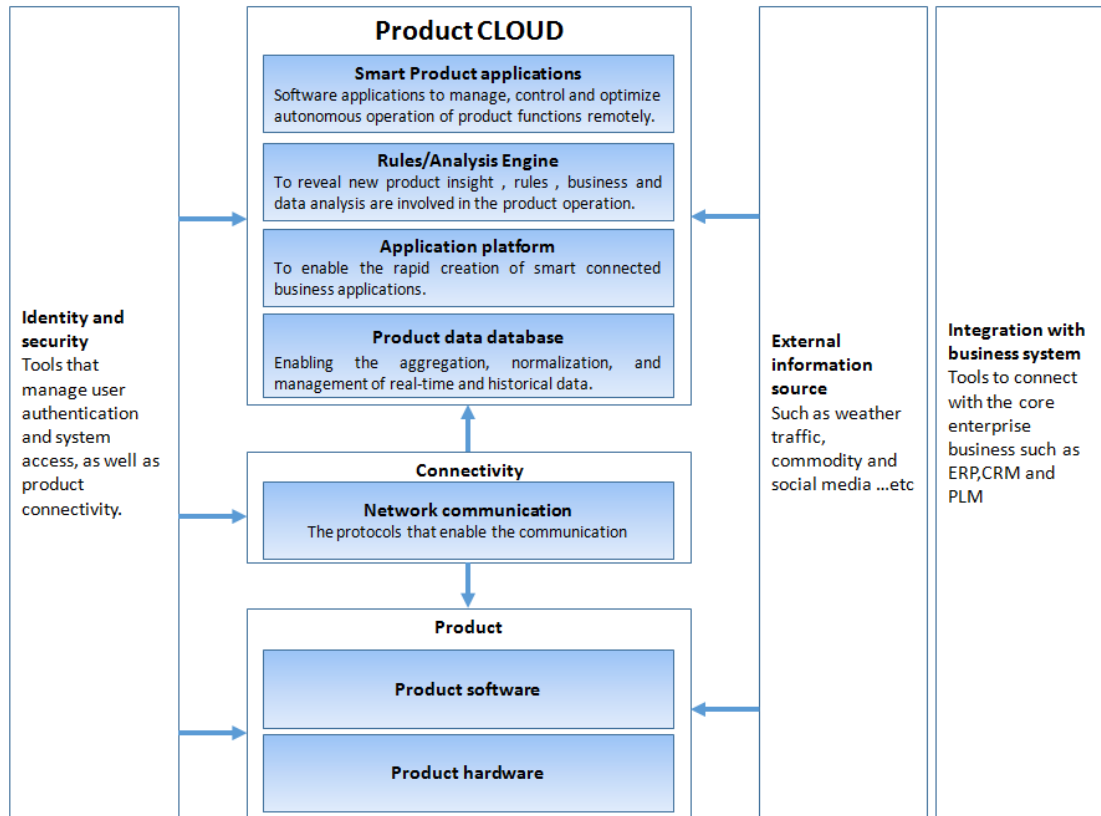 Product CLOUD
Smart Product applications
Software applications to manage, control and optimize
autonomous operation of product functions remotely.
Rules/Analysis Engine
To reveal new product insight , rules , business and
data analysis are involved in the product operation.
Application platform
To enable the rapid creation of smart connected
business applications.
Product data database
Enabling the aggregation, normalization, and
management of real-time and historical data.
Connectivity
Network communication
The protocols that enable the communication
Product
Product software
Product hardware
Identity and
security
Tools that
manage user
authentication
and system
access, as well as
product
connectivity.
External
information
source
Such as weather
traffic,
commodity and
social media ...etc
Integration with
business system
Tools to connect
with the core
enterprise
business such as
ERP,CRM and
PLM